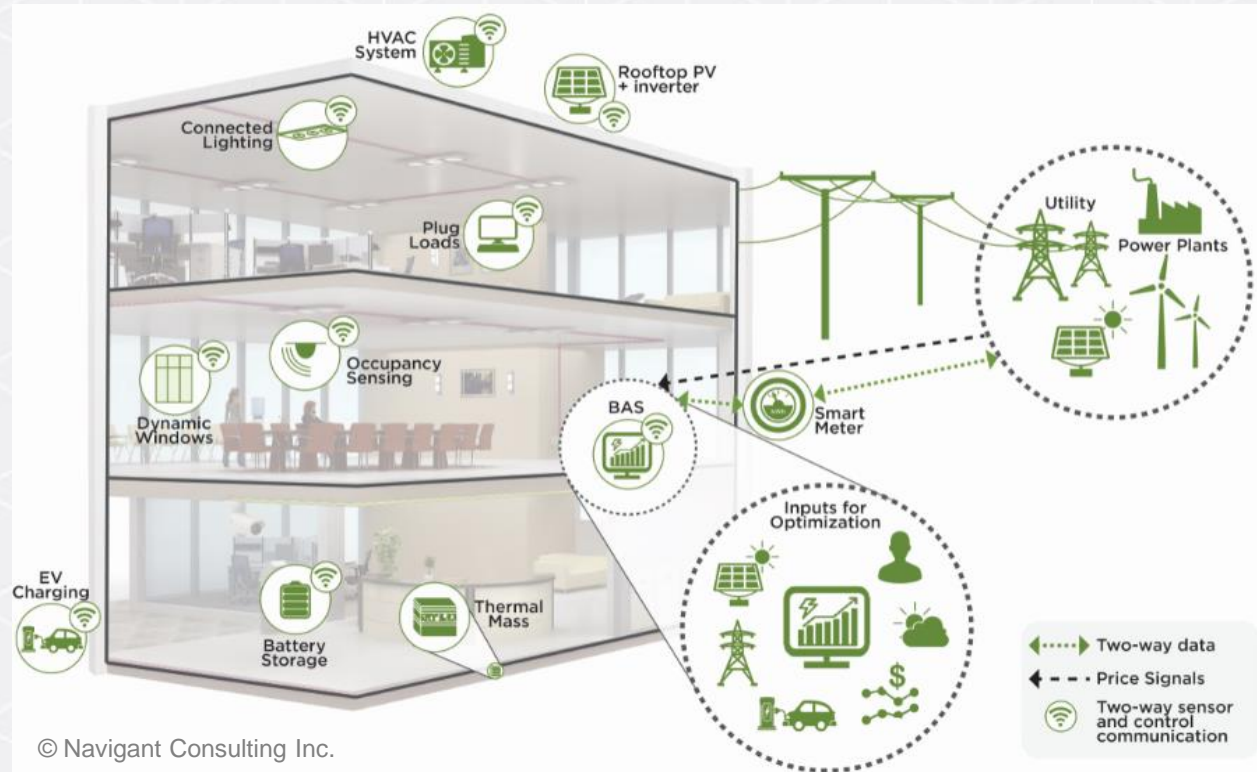 HVAC
System
Rooftop PV
+ inverter
Connected
Lighting
Plug
Loads
Utility
Power Plants
Occupancy
Sensing
Dynamic
Windows
BAS
Smart
Meter
Inputs for
Optimization
$
EV
Charging
Battery
Storage
Thermal
Mass
Two-way data
Price Signals
Two-way sensor
and control
communication
© Navigant Consulting Inc.